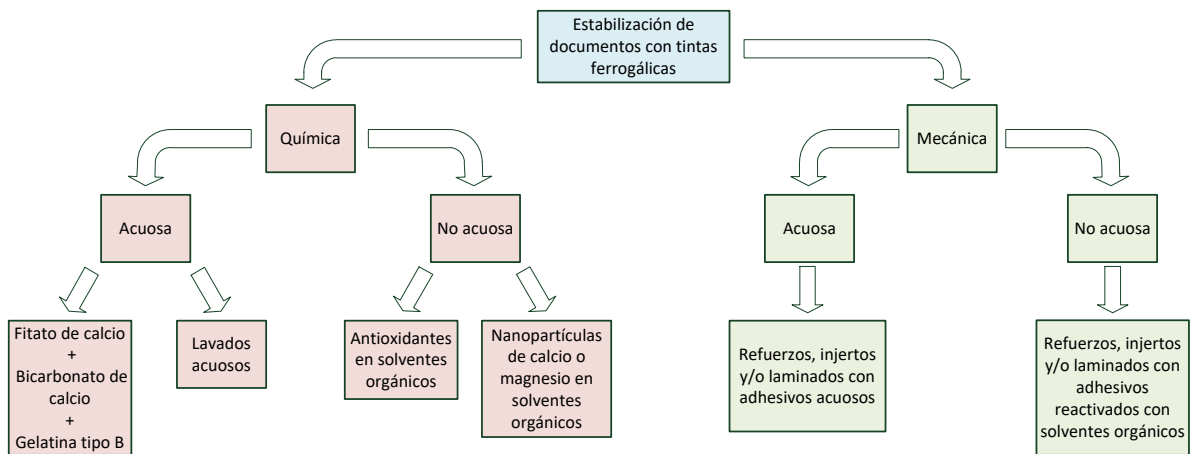 Estabilización de
documentos con tintas
ferrogálicas
Química
Mecánica
Acuosa
No acuosa
Acuosa
No acuosa
Fitato de calcio
+
Bicarbonato de
calcio
+
Gelatina tipo B
Lavados
acuosos
Antioxidantes
en solventes
orgánicos
Nanopartículas
de calcio o
magnesio en
solventes
orgánicos
Refuerzos, injertos
y/o laminados con
adhesivos acuosos
Refuerzos, injertos
y/o laminados con
adhesivos
reactivados con
solventes orgánicos